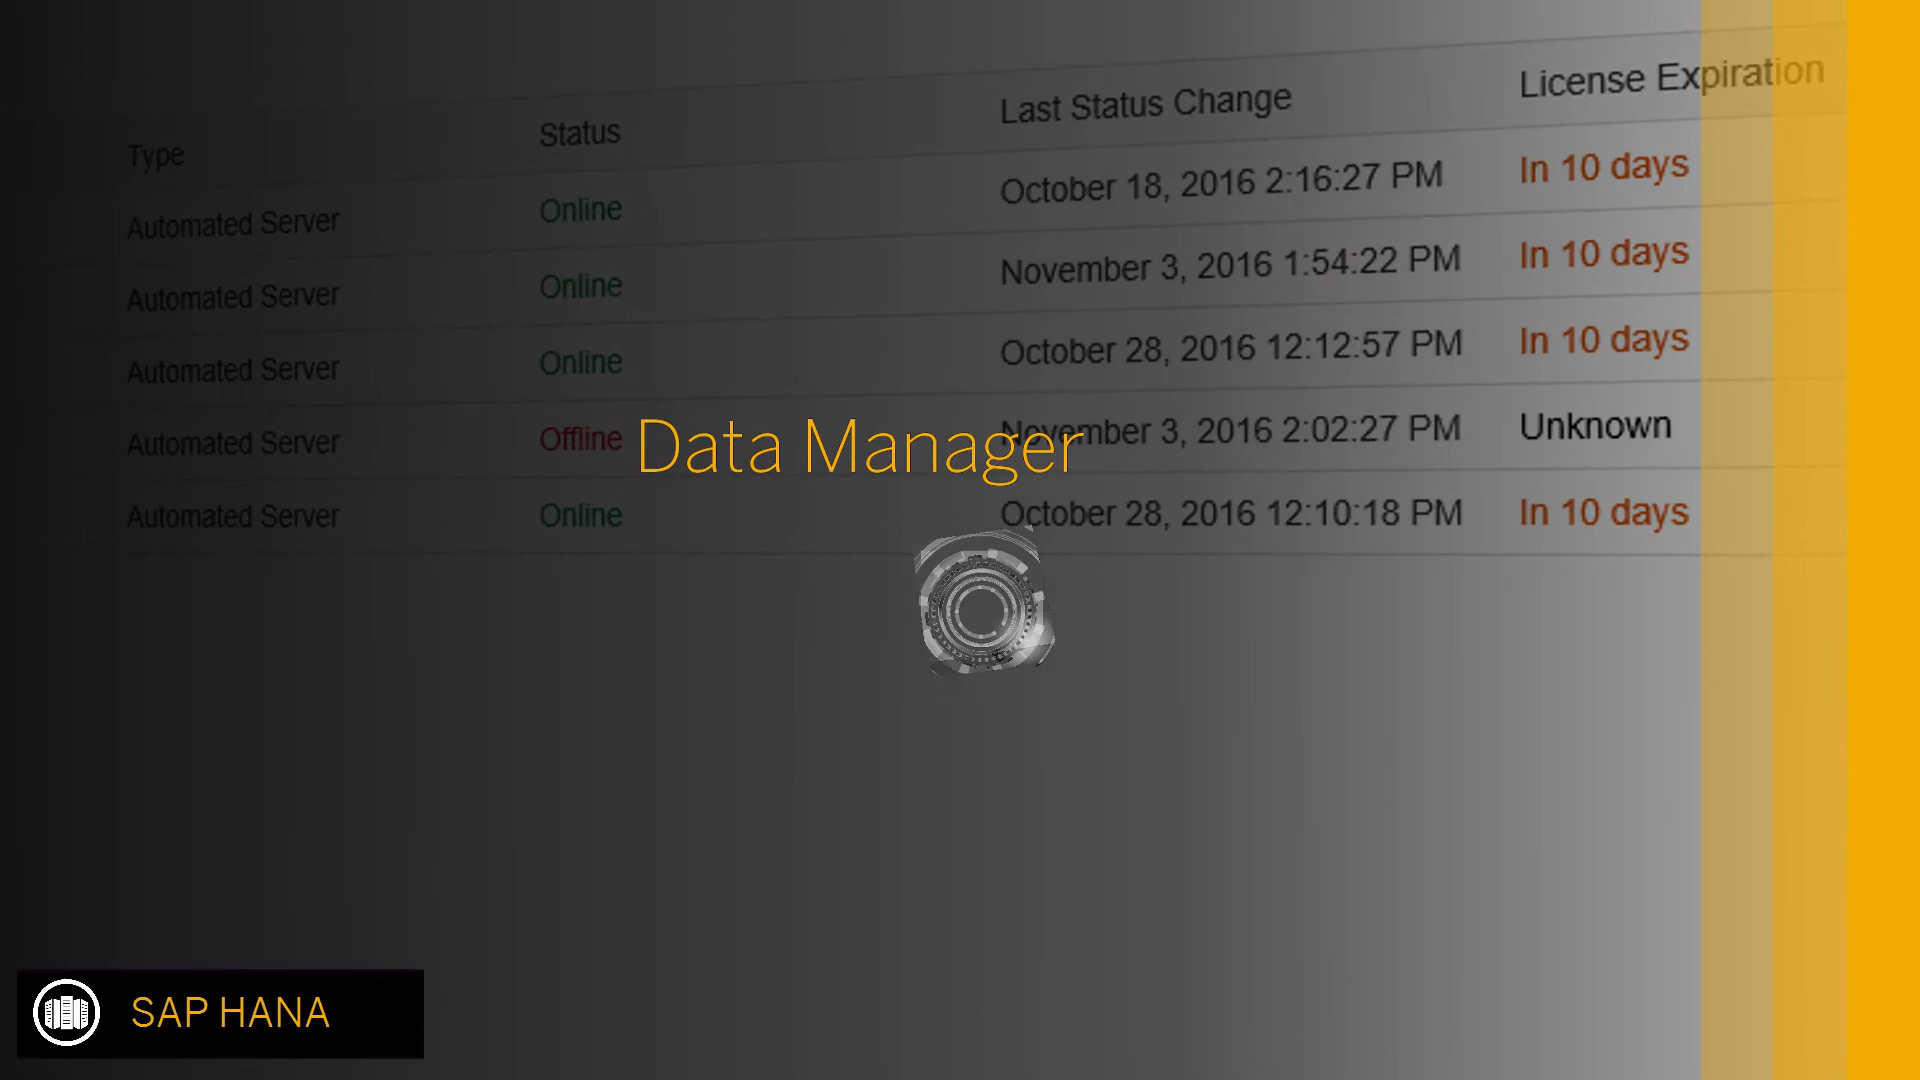 Type Status Last Status Change License Expiration
Automated Server Online October 18, 2016 2:16:27 PM In 10 days
Automated Server Online November 3, 2016 1:54:22 PM In 10 days
Automated Server Online October 28, 2016 12:12:57 PM In 10 days
Automated Server Offline November 3, 2016 2:02:27 PM Unknown
Data Manager
Automated Server Online October 28, 2016 12:10:18 PM In 10 days
SAP HANA